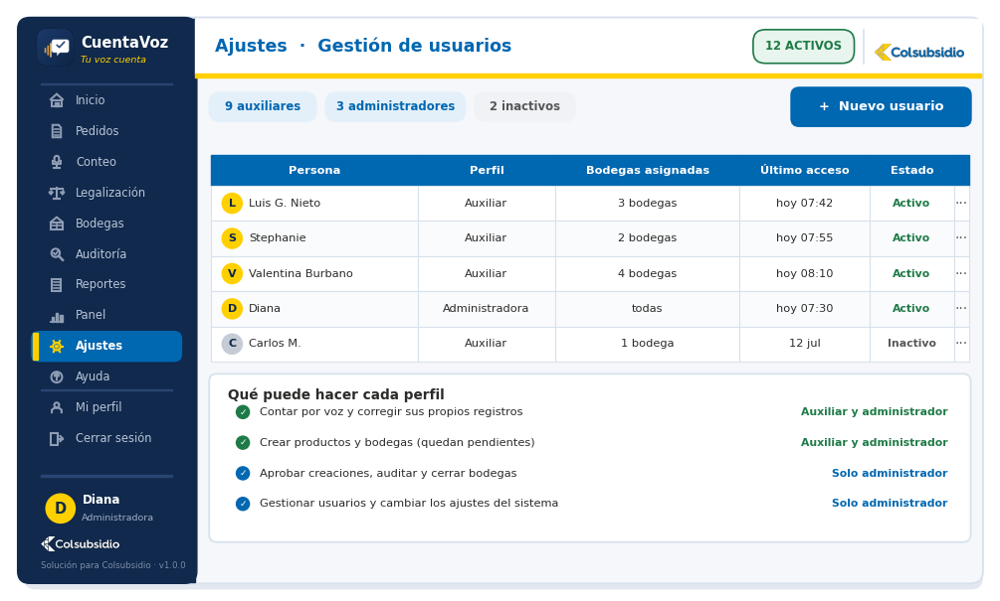 CuentaVoz
Tu voz cuenta
Inicio
Pedidos
Conteo
Legalización
Bodegas
Auditoría
Reportes
Panel
Ajustes
Ayuda
Mi perfil
Cerrar sesión
D
Diana
Administradora
Colsubsidio
Solución para Colsubsidio · v1.0.0
Ajustes · Gestión de usuarios
12 ACTIVOS
Colsubsidio
9 auxiliares
3 administradores
2 inactivos
+ Nuevo usuario
Persona Perfil Bodegas asignadas Último acceso Estado
L Luis G. Nieto Auxiliar 3 bodegas hoy 07:42 Activo ...
S Stephanie Auxiliar 2 bodegas hoy 07:55 Activo ...
V Valentina Burbano Auxiliar 4 bodegas hoy 08:10 Activo ...
D Diana Administradora todas hoy 07:30 Activo ...
C Carlos M. Auxiliar 1 bodega 12 jul Inactivo ...
Qué puede hacer cada perfil
Contar por voz y corregir sus propios registros Auxiliar y administrador
Crear productos y bodegas (quedan pendientes) Auxiliar y administrador
Aprobar creaciones, auditar y cerrar bodegas Solo administrador
Gestionar usuarios y cambiar los ajustes del sistema Solo administrador